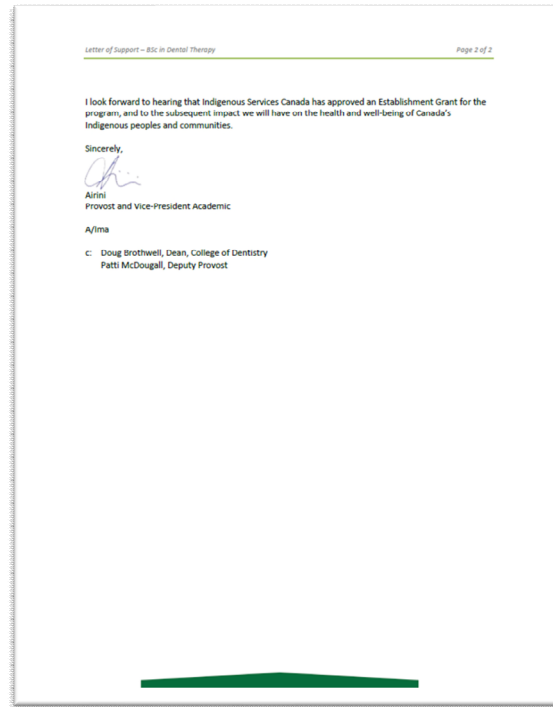 Letter of Support – BSc in Dental Therapy Page 2 of 2
I look forward to hearing that Indigenous Services Canada has approved an Establishment Grant for the
program, and to the subsequent impact we will have on the health and well-being of Canada's
Indigenous peoples and communities.
Sincerely,
Airini
Provost and Vice-President Academic
A/lma
c: Doug Brothwell, Dean, College of Dentistry
Patti McDougall, Deputy Provost